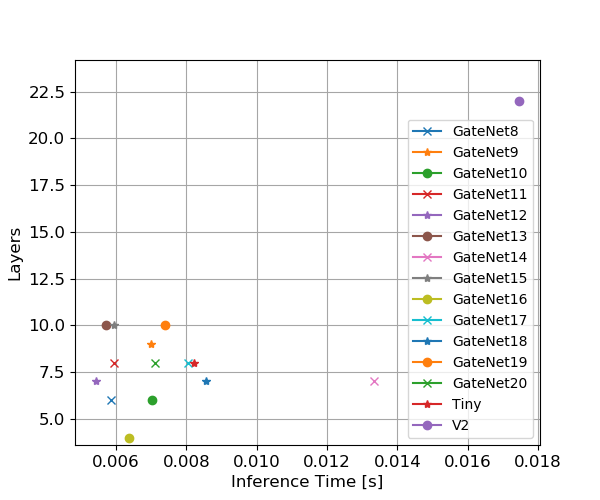 22.5
20.0
17.5
15.0
12.5
10.0
7.5
5.0
Layers
GateNet8
GateNet9
GateNet10
GateNet11
GateNet12
GateNet13
GateNet14
GateNet15
GateNet16
GateNet17
GateNet18
GateNet19
GateNet20
Tiny
V2
0.006 0.008 0.010 0.012 0.014 0.016 0.018
Inference Time [s]